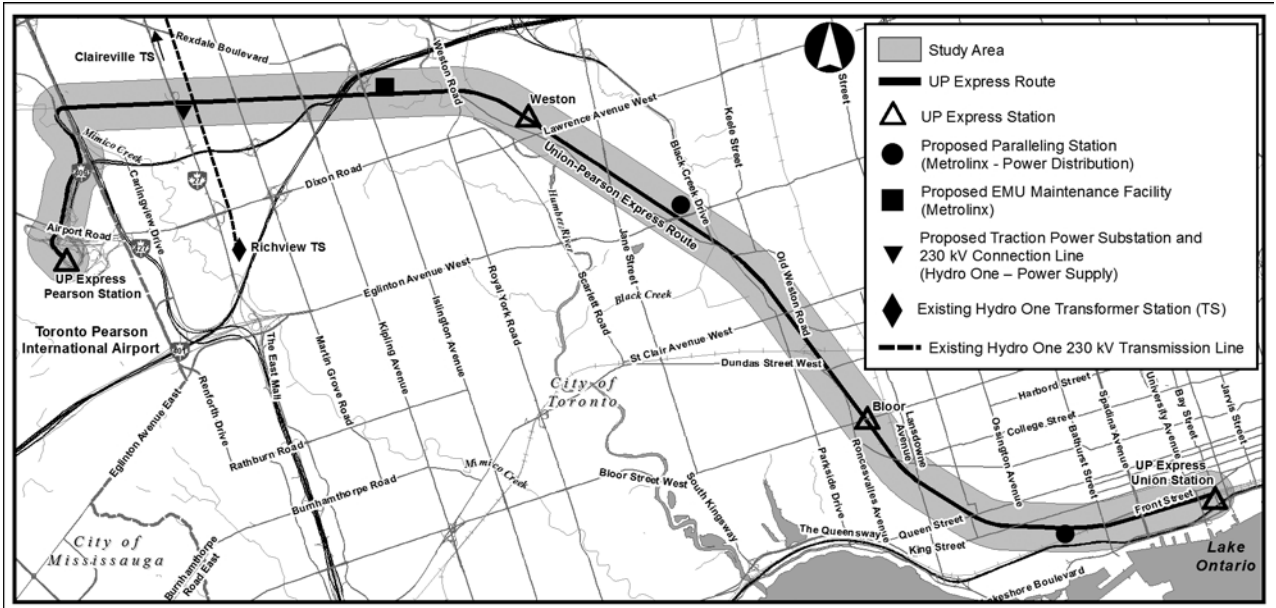 Claireville TS
Rexdale Boulevard
Weston Road
Weston
Lawrence Avenue West
Keele Street
Street
Black Creek Drive
Union-Pearson Express Route
Mimico Creek
Carlingview Drive
27
Dixon Road
Airport Road
UP Express
Pearson Station
Richview TS
Toronto Pearson
International Airport
427
401
Humber River
Jane Street
Scarlett Road
Royal York Road
Islington Avenue
Kipling Avenue
Martin Grove Road
The East Mall
Renforth Drive
Eglinton Avenue West
Eglinton Avenue East
Black Creek
Old Weston Road
St Clair Avenue West
Dundas Street West
City of
Toronto
Rathburn Road
Burnhamthorpe Road
Mimico Creek
Bloor Street West
South Kingsway
Parkside Drive
Roncesvalles Avenue
Lansdowne
Avenue
Bloor
The Queensway
Queen Street
King Street
Lakeshore Boulevard
Ossington Avenue
Bathurst Street
Spadina Avenue
University Avenue
Bay Street
Jarvis Street
Harbord Street
College Street
UP Express
Union Station
Front Street
Lake
Ontario
City of
Mississauga
Burnhamthorpe
Road East
Study Area
UP Express Route
UP Express Station
Proposed Paralleling Station
(Metrolinx - Power Distribution)
Proposed EMU Maintenance Facility
(Metrolinx)
Proposed Traction Power Substation and
230 kV Connection Line
(Hydro One – Power Supply)
Existing Hydro One Transformer Station (TS)
Existing Hydro One 230 kV Transmission Line